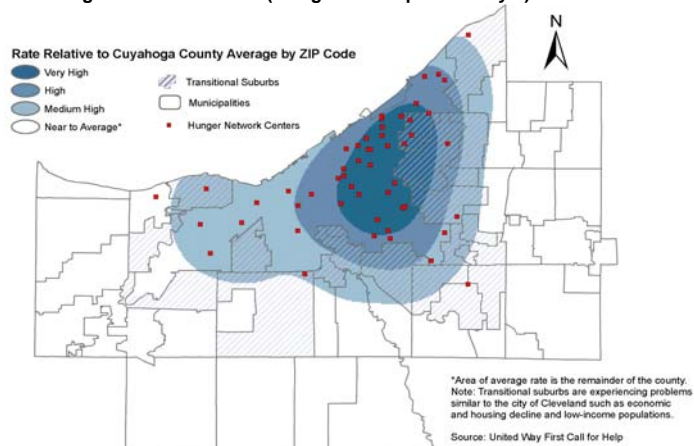 Rate Relative to Cuyahoga County Average by ZIP Code
Very High
High
Medium High
Near to Average*
Transitional Suburbs
Municipalities
Hunger Network Centers
N
*Area of average rate is the remainder of the county.
Note: Transitional suburbs are experiencing problems
similar to the city of Cleveland such as economic
and housing decline and low-income populations.
Source: United Way First Call for Help